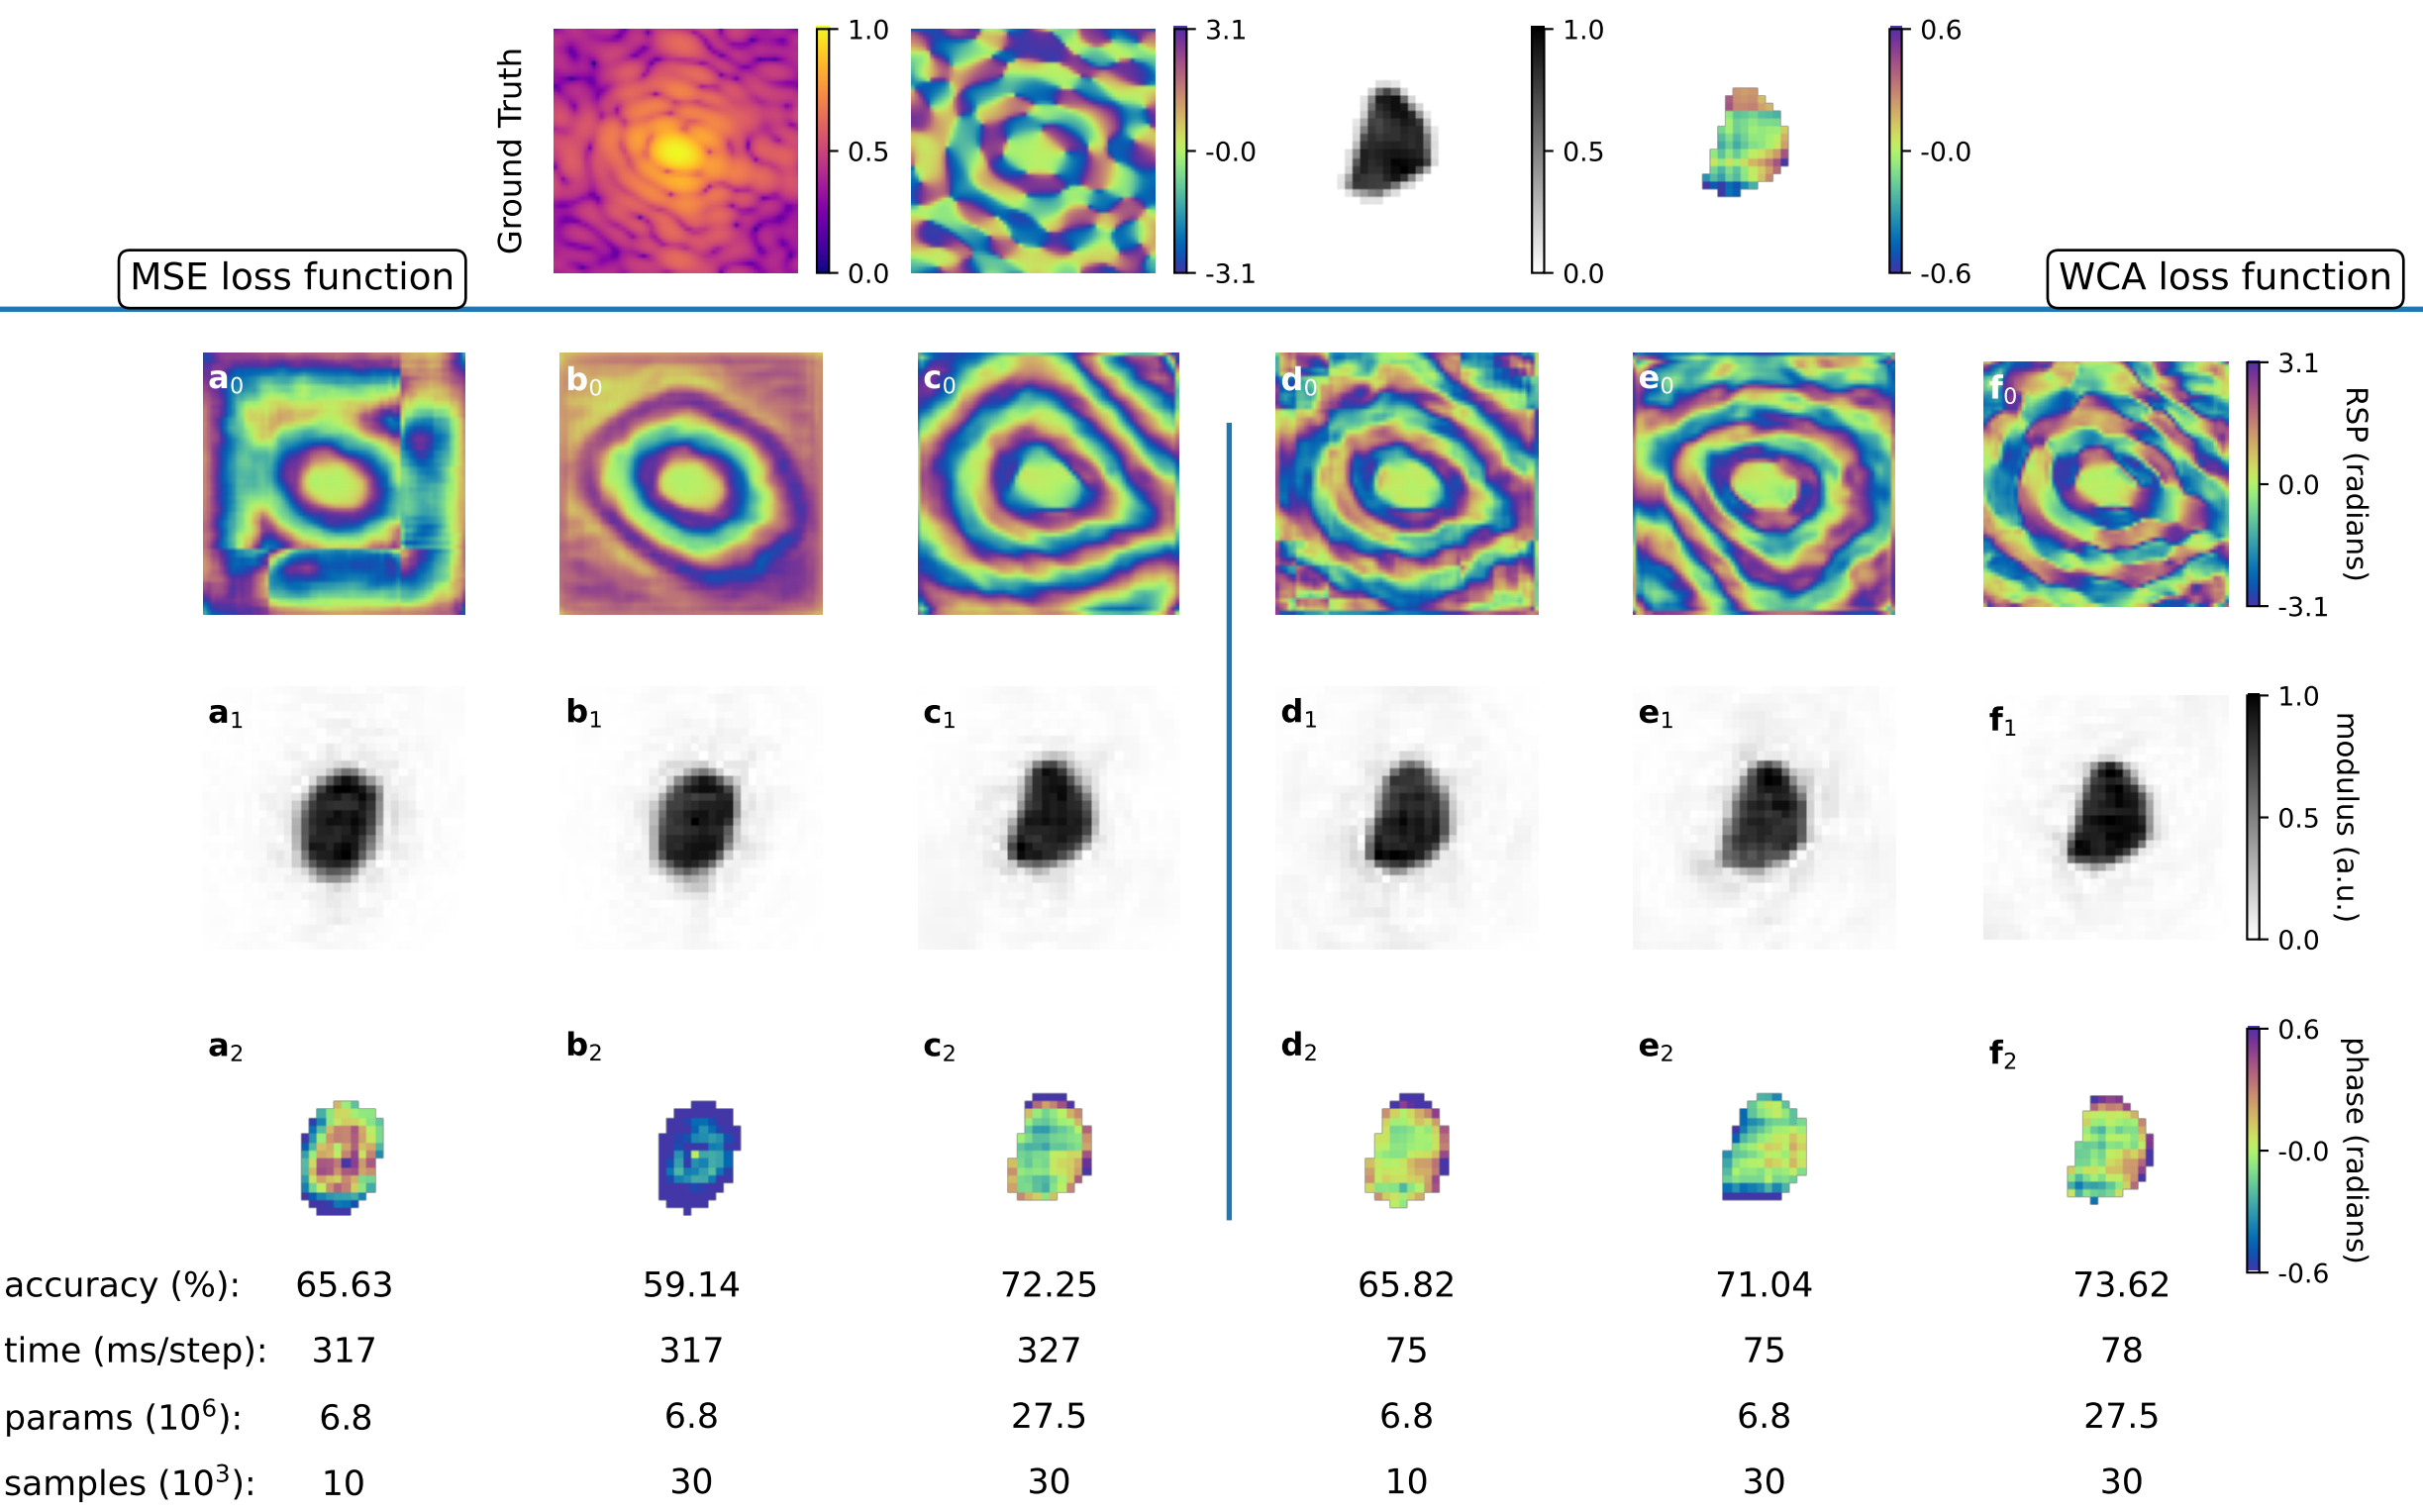 Ground Truth
1.0
0.5
0.0
3.1
-0.0
-3.1
1.0
0.5
0.0
0.6
-0.0
-0.6
MSE loss function
WCA loss function
a0
b0
c0
d0
e0
f0
3.1
0.0
-3.1
RSP (radians)
a1
b1
c1
d1
e1
f1
1.0
0.5
0.0
modulus (a.u.)
a2
b2
c2
d2
e2
f2
0.6
-0.0
-0.6
phase (radians)
accuracy (%): 65.63 59.14 72.25 65.82 71.04 73.62
time (ms/step): 317 317 327 75 75 78
params (10^6): 6.8 6.8 27.5 6.8 6.8 27.5
samples (10^3): 10 30 30 10 30 30